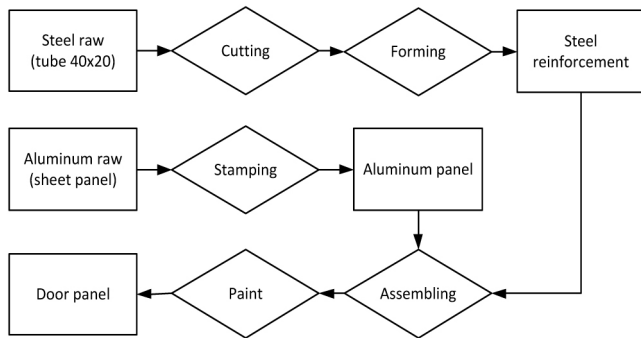 Steel raw
(tube 40x20)
Cutting
Forming
Steel
reinforcement
Aluminum raw
(sheet panel)
Stamping
Aluminum panel
Door panel
Paint
Assembling